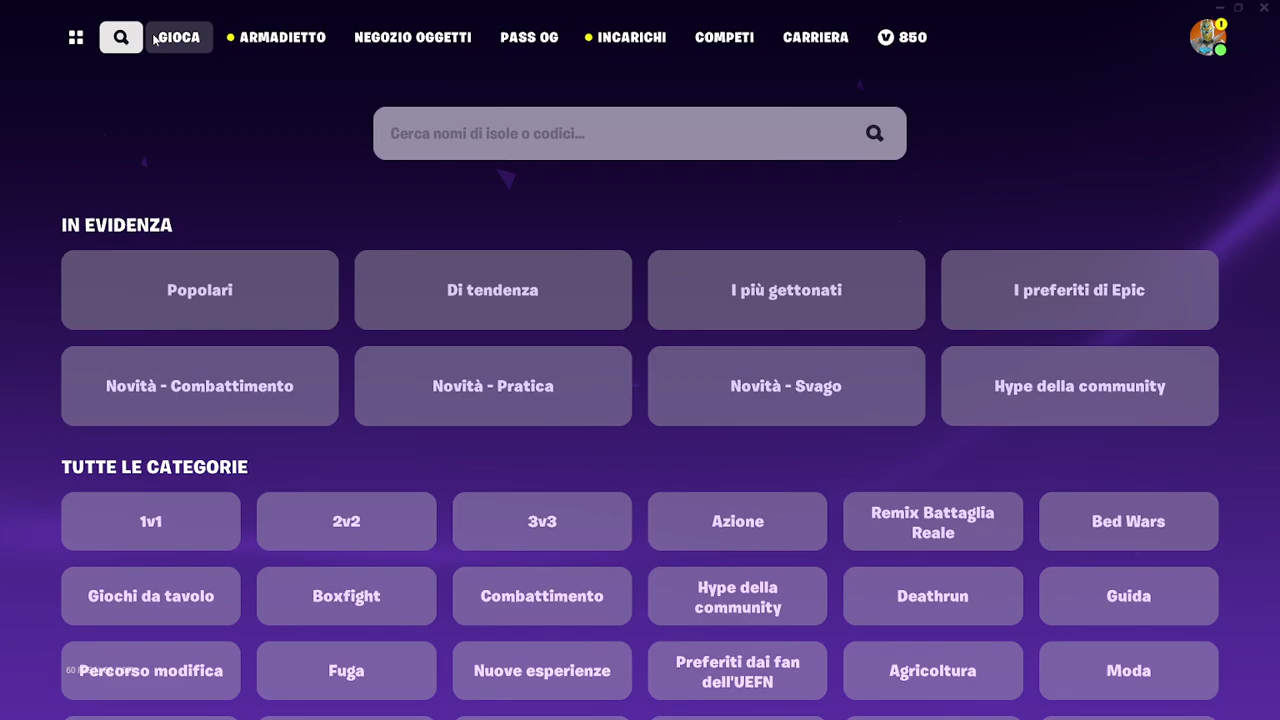 GIOCA
ARMADIETTO
NEGOZIO OGGETTI
PASS OG
INCARICHI
COMPETI
CARRIERA
V 850
!
Cerca nomi di isole o codici...
IN EVIDENZA
Popolari
Di tendenza
I più gettonati
I preferiti di Epic
Novità - Combattimento
Novità - Pratica
Novità - Svago
Hype della community
TUTTE LE CATEGORIE
1v1
2v2
3v3
Azione
Remix Battaglia
Reale
Bed Wars
Giochi da tavolo
Boxfight
Combattimento
Hype della
community
Deathrun
Guida
Percorso modifica
Fuga
Nuove esperienze
Preferiti dai fan
dell'UEFN
Agricoltura
Moda